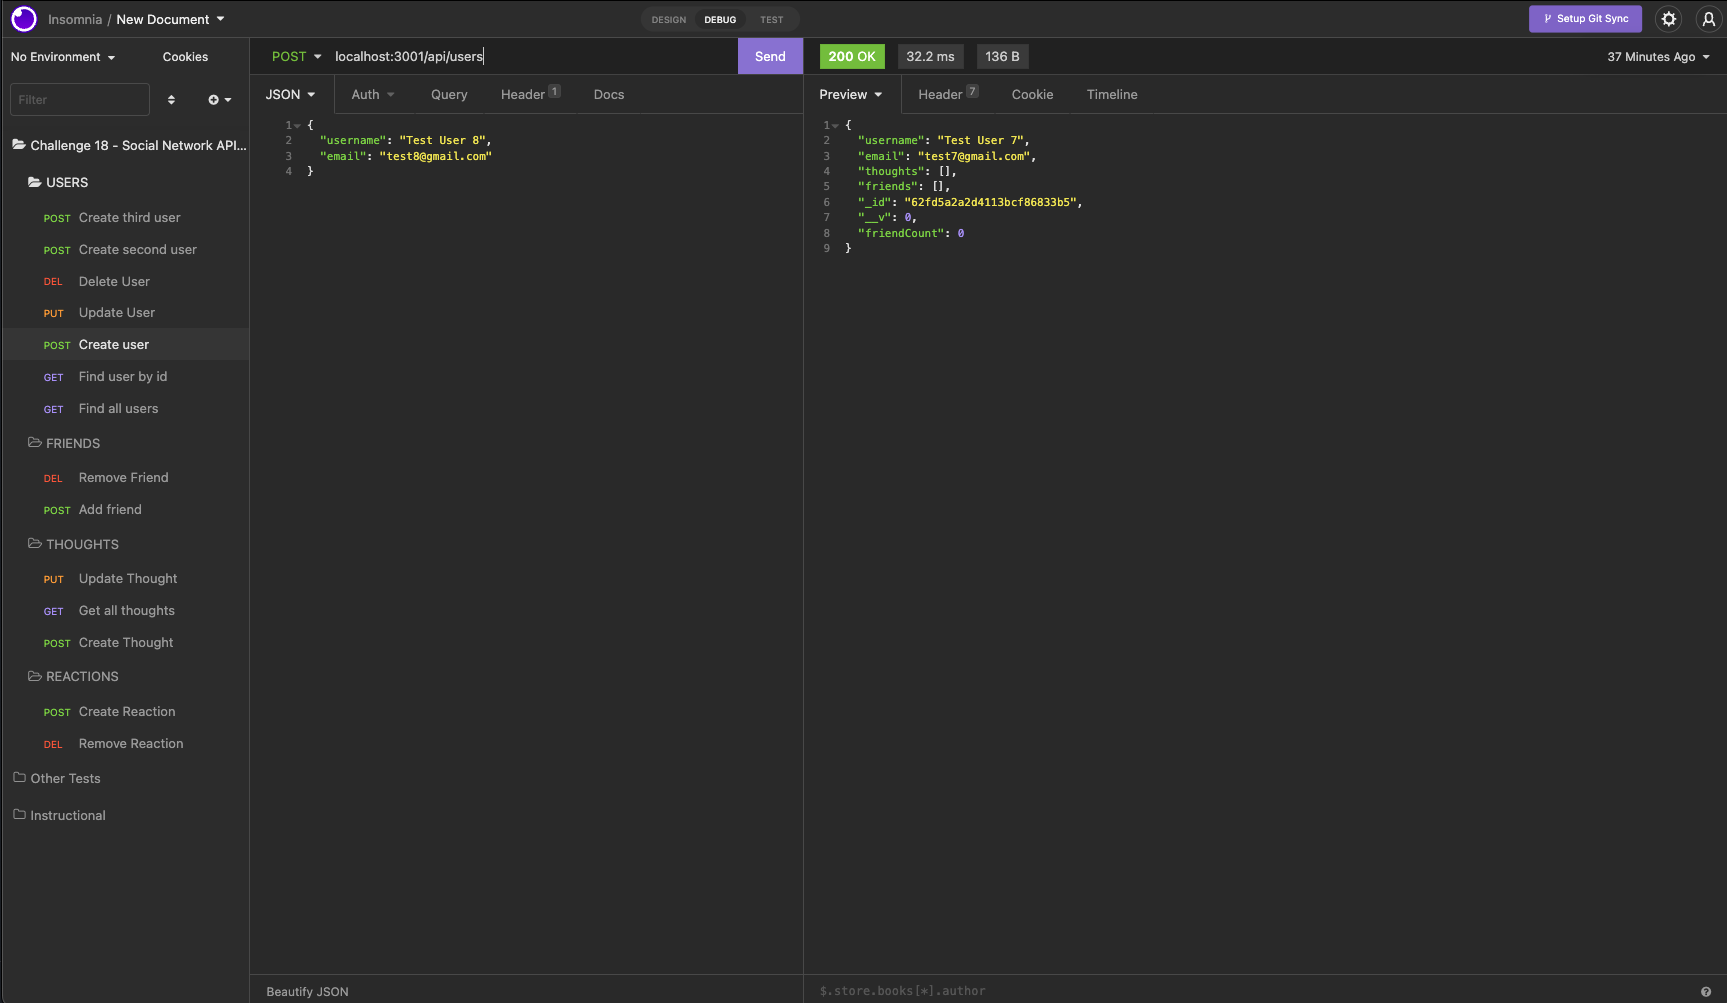 Insomnia / New Document
DESIGN DEBUG TEST
Setup Git Sync
No Environment
Cookies
Filter
Challenge 18 - Social Network API...
USERS
POST Create third user
POST Create second user
DEL Delete User
PUT Update User
POST Create user
GET Find user by id
GET Find all users
FRIENDS
DEL Remove Friend
POST Add friend
THOUGHTS
PUT Update Thought
GET Get all thoughts
POST Create Thought
REACTIONS
POST Create Reaction
DEL Remove Reaction
Other Tests
Instructional
POST localhost:3001/api/users Send
JSON Auth Query Header 1 Docs
1 {
2 "username": "Test User 8",
3 "email": "test8@gmail.com"
4 }
Beautify JSON
200 OK 32.2 ms 136 B 37 Minutes Ago
Preview Header 7 Cookie Timeline
1 {
2 "username": "Test User 7",
3 "email": "test7@gmail.com",
4 "thoughts": [],
5 "friends": [],
6 "_id": "62fd5a2a2d4113bcf86833b5",
7 "__v": 0,
8 "friendCount": 0
9 }
$.store.books[*].author
?